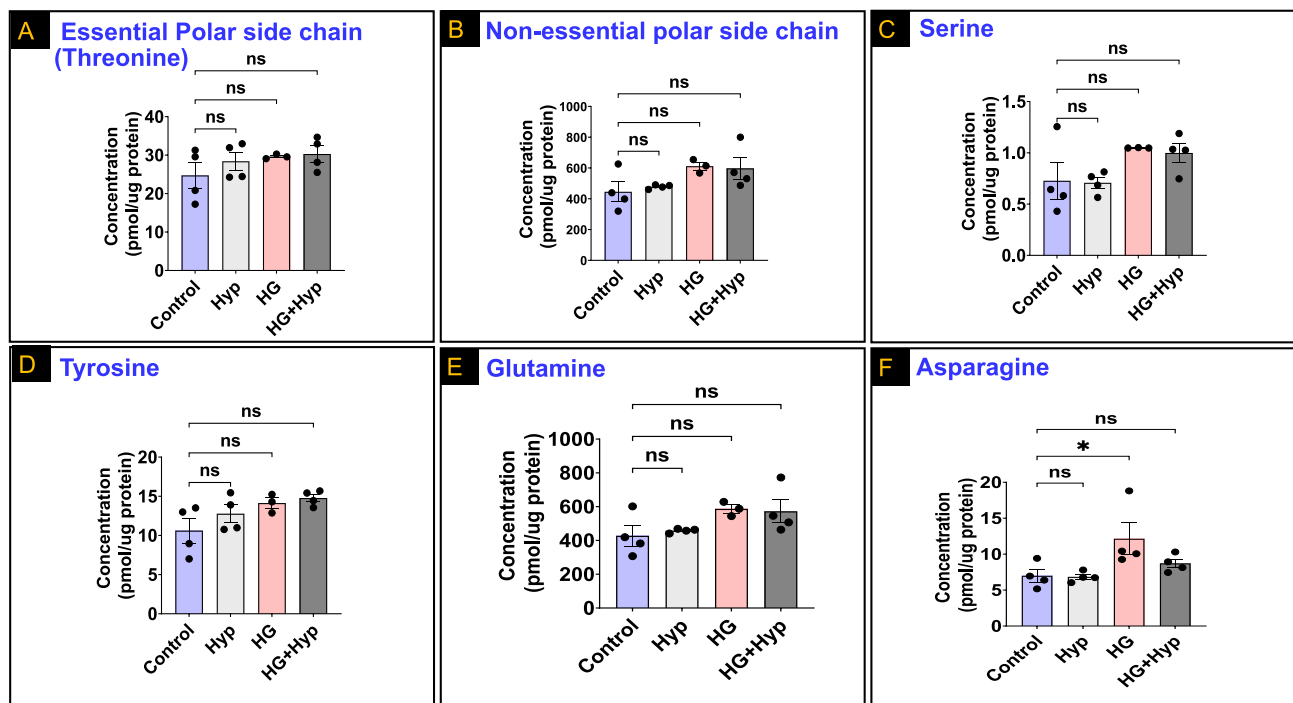 A
Essential Polar side chain
(Threonine)
ns
ns
ns
40
30
20
10
0
Concentration
(pmol/ug protein)
Control
Hyp
HG
HG+Hyp
B
Non-essential polar side chain
ns
ns
ns
1000
800
600
400
200
0
Concentration
(pmol/ug protein)
Control
Hyp
HG
HG+Hyp
C
Serine
ns
ns
ns
1.5
1.0
0.5
0.0
Concentration
(pmol/ug protein)
Control
Hyp
HG
HG+Hyp
D
Tyrosine
ns
ns
ns
20
15
10
5
0
Concentration
(pmol/ug protein)
Control
Hyp
HG
HG+Hyp
E
Glutamine
ns
ns
ns
1000
800
600
400
200
0
Concentration
(pmol/ug protein)
Control
Hyp
HG
HG+Hyp
F
Asparagine
ns
*
ns
20
15
10
5
0
Concentration
(pmol/ug protein)
Control
Hyp
HG
HG+Hyp